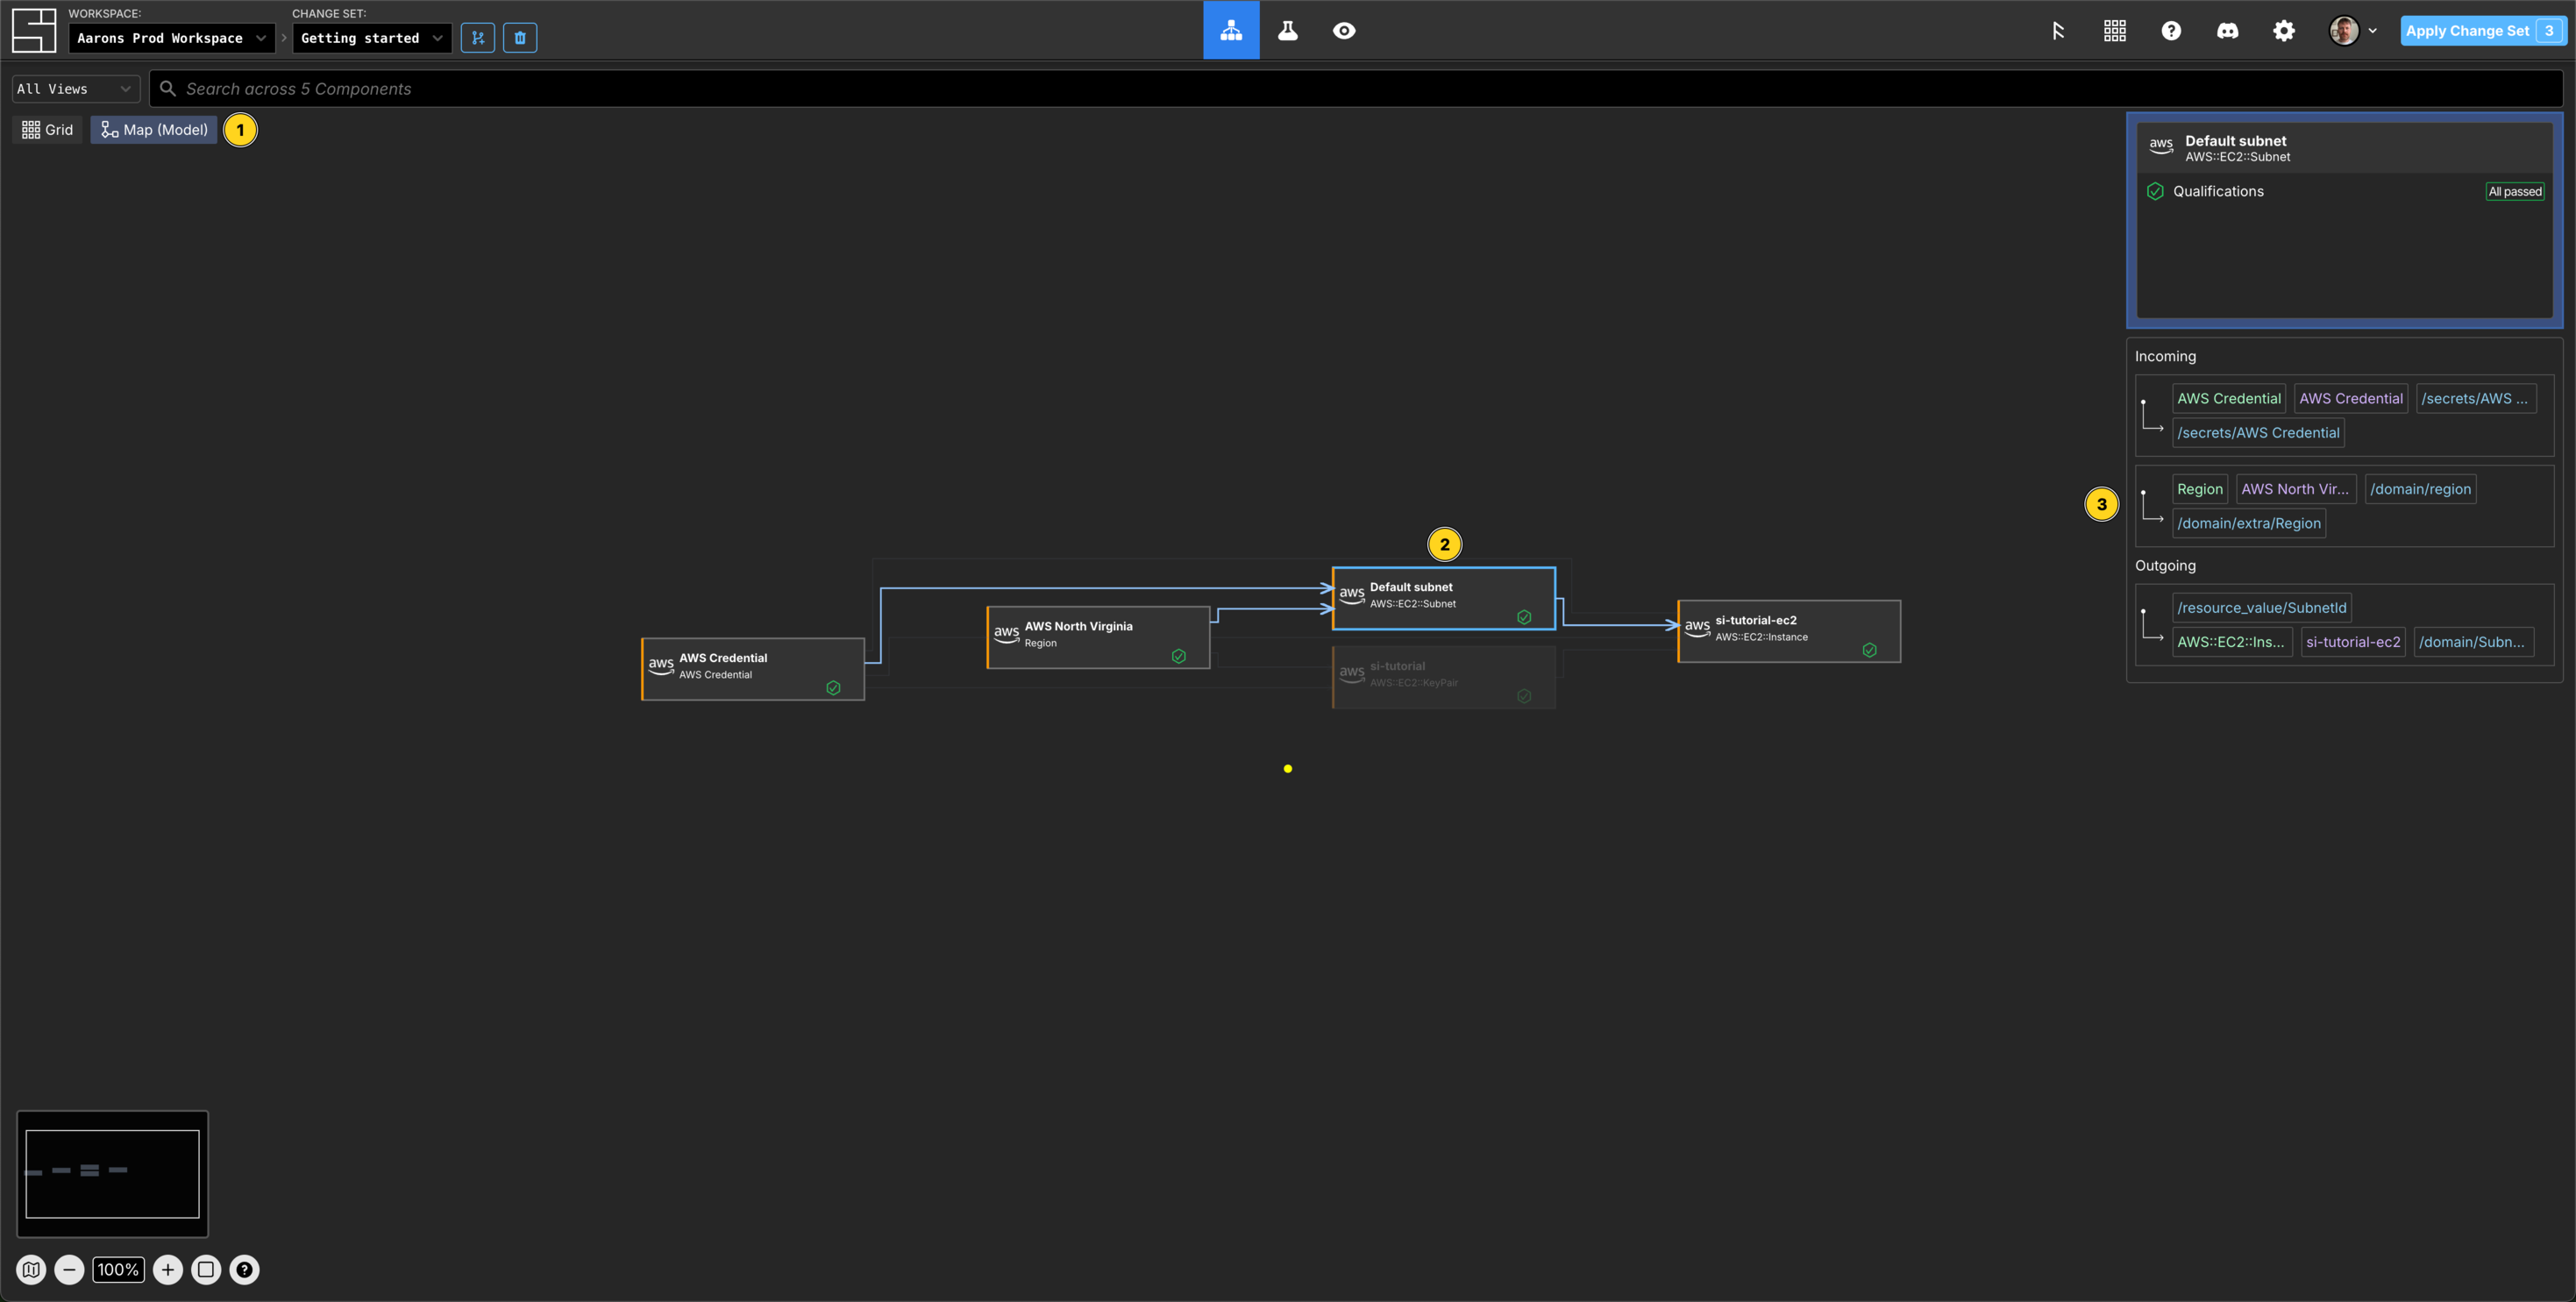 WORKSPACE:
Aarons Prod Workspace
CHANGE SET:
Getting started
Apply Change Set 3
All Views
Search across 5 Components
Grid
Map (Model)
1
aws
Default subnet
AWS::EC2::Subnet
Qualifications
All passed
Incoming
AWS Credential AWS Credential /secrets/AWS ...
/secrets/AWS Credential
3
Region AWS North Vir... /domain/region
/domain/extra/Region
Outgoing
/resource_value/SubnetId
AWS::EC2::Ins... si-tutorial-ec2 /domain/Subn...
2
aws
Default subnet
AWS::EC2::Subnet
aws
AWS North Virginia
Region
aws
si-tutorial-ec2
AWS::EC2::Instance
aws
AWS Credential
AWS Credential
aws
si-tutorial
AWS::EC2::KeyPair
100%